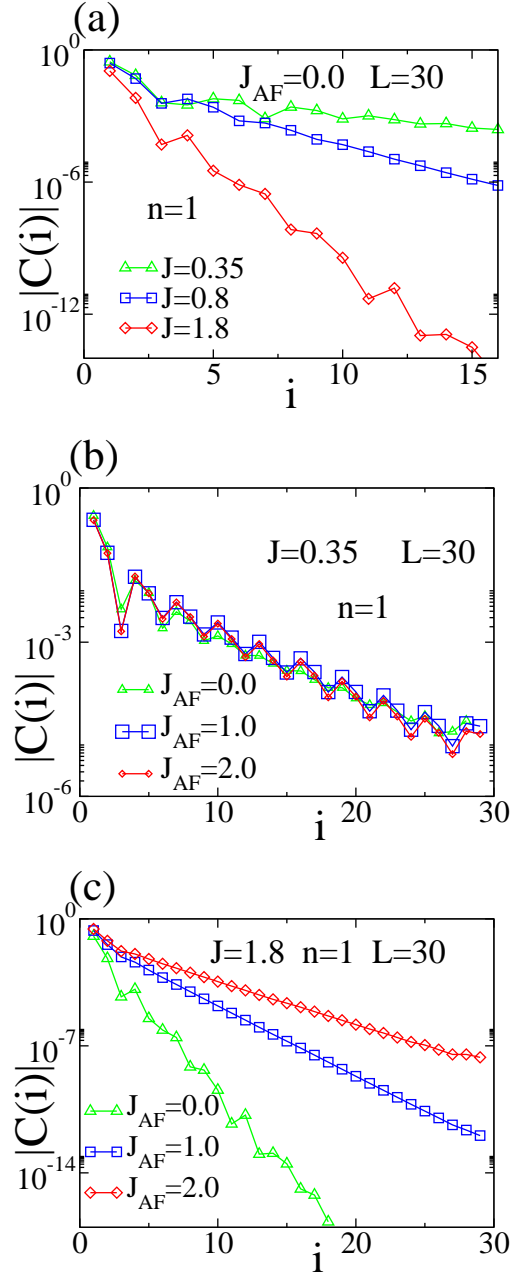 (a)
10^0
J_AF=0.0 L=30
10^-6
n=1
J=0.35
J=0.8
10^-12
J=1.8
|C(i)|
0 5 10 15
i
(b)
10^0
J=0.35 L=30
n=1
10^-3
J_AF=0.0
J_AF=1.0
J_AF=2.0
10^-6
|C(i)|
0 10 20 30
i
(c)
10^0
J=1.8 n=1 L=30
10^-7
J_AF=0.0
J_AF=1.0
10^-14
J_AF=2.0
|C(i)|
0 10 20 30
i